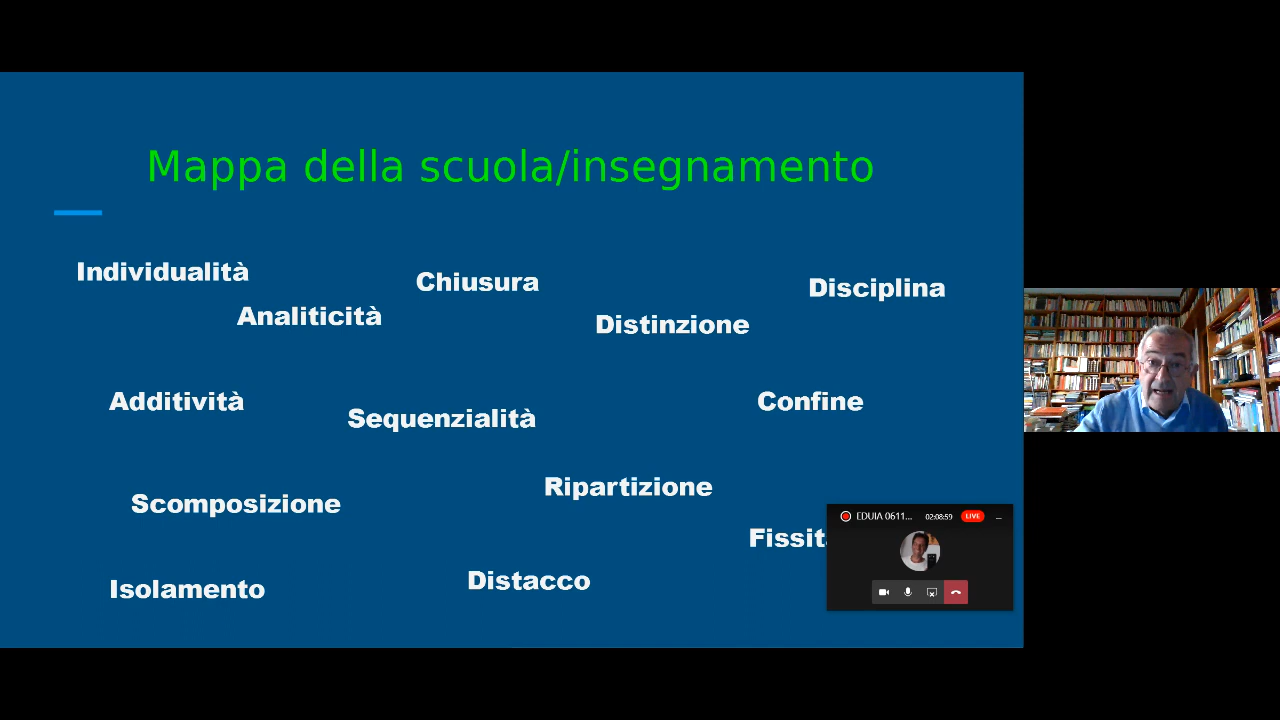 Mappa della scuola/insegnamento
Individualità
Chiusura
Disciplina
Analiticità
Distinzione
Additività
Sequenzialità
Confine
Scomposizione
Ripartizione
Isolamento
Distacco
EDUIA 0611... 02:08:59 LIVE